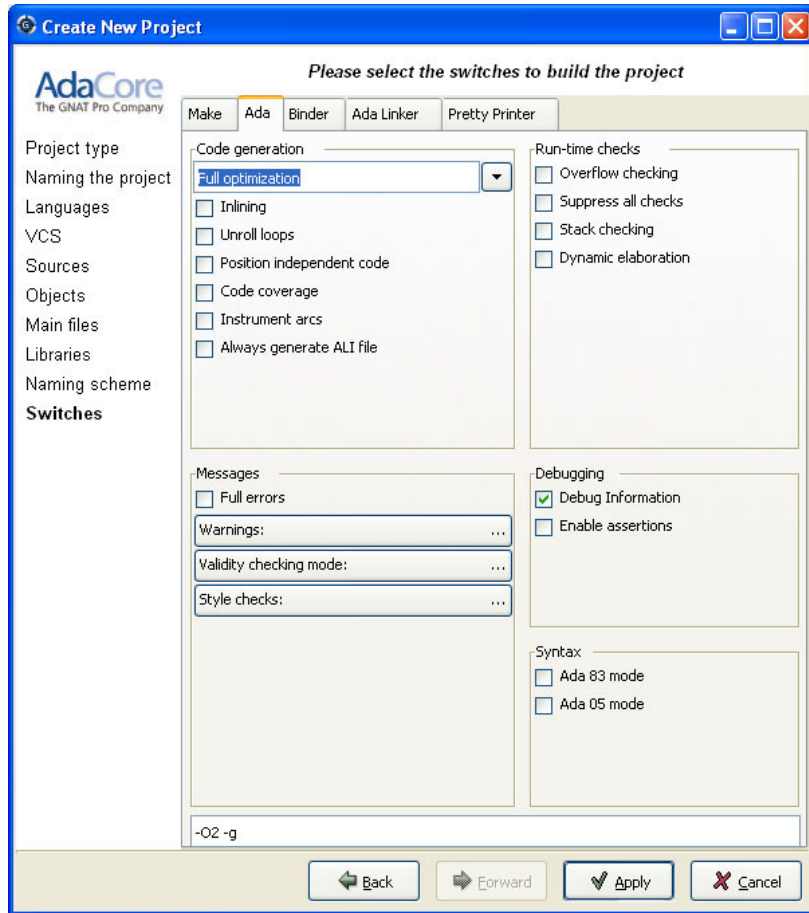 Create New Project
AdaCore
The GNAT Pro Company
Please select the switches to build the project
Project type
Naming the project
Languages
VCS
Sources
Objects
Main files
Libraries
Naming scheme
Switches
Make Ada Binder Ada Linker Pretty Printer
Code generation
Full optimization
Inlining
Unroll loops
Position independent code
Code coverage
Instrument arcs
Always generate ALI file
Run-time checks
Overflow checking
Suppress all checks
Stack checking
Dynamic elaboration
Messages
Full errors
Warnings: ...
Validity checking mode: ...
Style checks: ...
Debugging
Debug Information
Enable assertions
Syntax
Ada 83 mode
Ada 05 mode
-O2 -g
Back Forward Apply Cancel